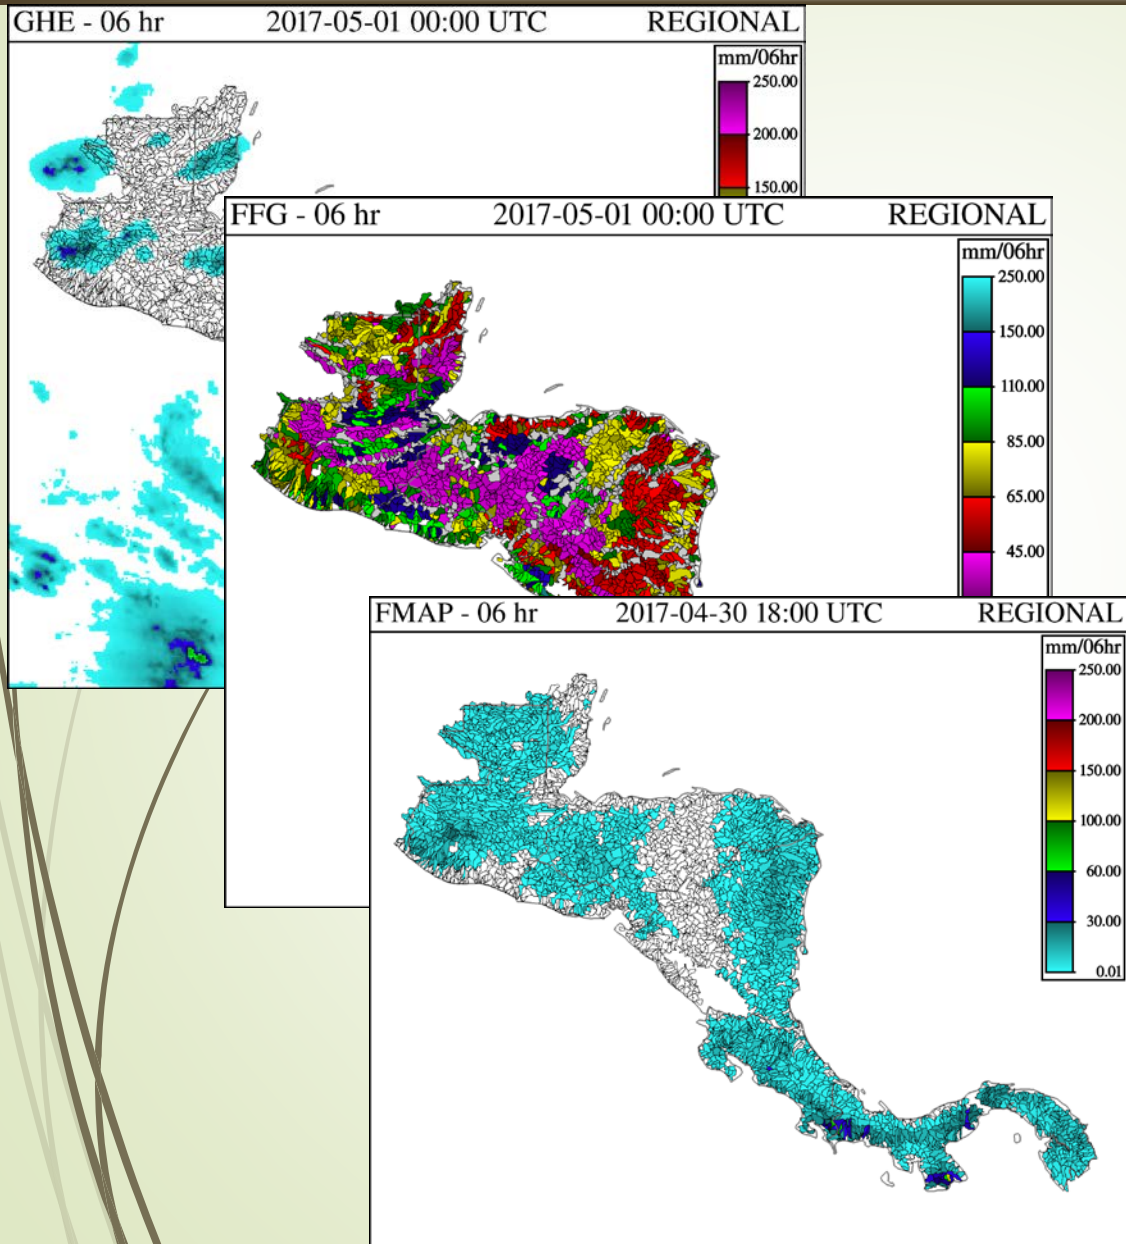 GHE - 06 hr 2017-05-01 00:00 UTC REGIONAL
mm/06hr
250.00
200.00
150.00
FFG - 06 hr 2017-05-01 00:00 UTC REGIONAL
mm/06hr
250.00
150.00
110.00
85.00
65.00
45.00
FMAP - 06 hr 2017-04-30 18:00 UTC REGIONAL
mm/06hr
250.00
200.00
150.00
100.00
60.00
30.00
0.01